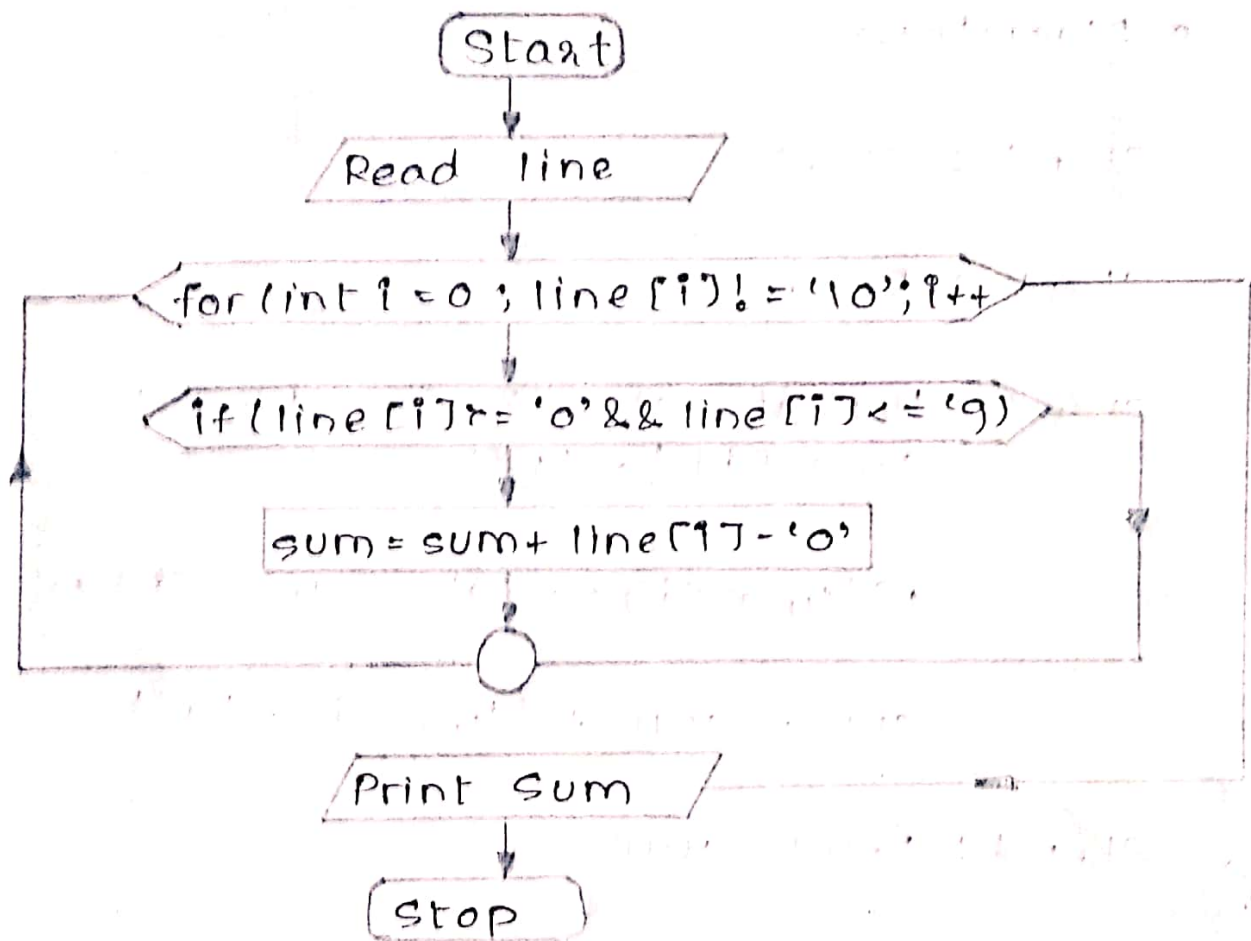 Start
Read line
for(int i=0; line[i]!='\0'; i++
if(line[i]>='0'&& line[i]<='9)
sum=sum+ line[i]-'0'
Print sum
Stop